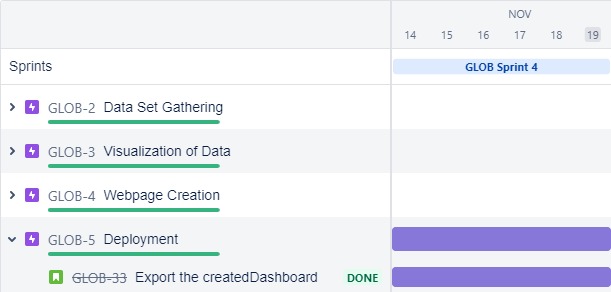 NOV
14 15 16 17 18 19
Sprints GLOB Sprint 4
GLOB-2 Data Set Gathering
GLOB-3 Visualization of Data
GLOB-4 Webpage Creation
GLOB-5 Deployment
GLOB-33 Export the createdDashboard DONE